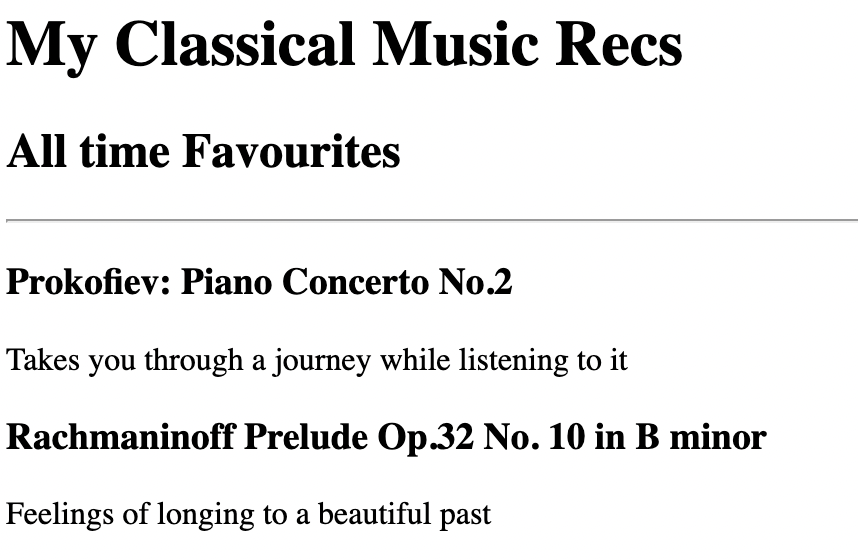 My Classical Music Recs
All time Favourites
Prokofiev: Piano Concerto No.2
Takes you through a journey while listening to it
Rachmaninoff Prelude Op.32 No. 10 in B minor
Feelings of longing to a beautiful past